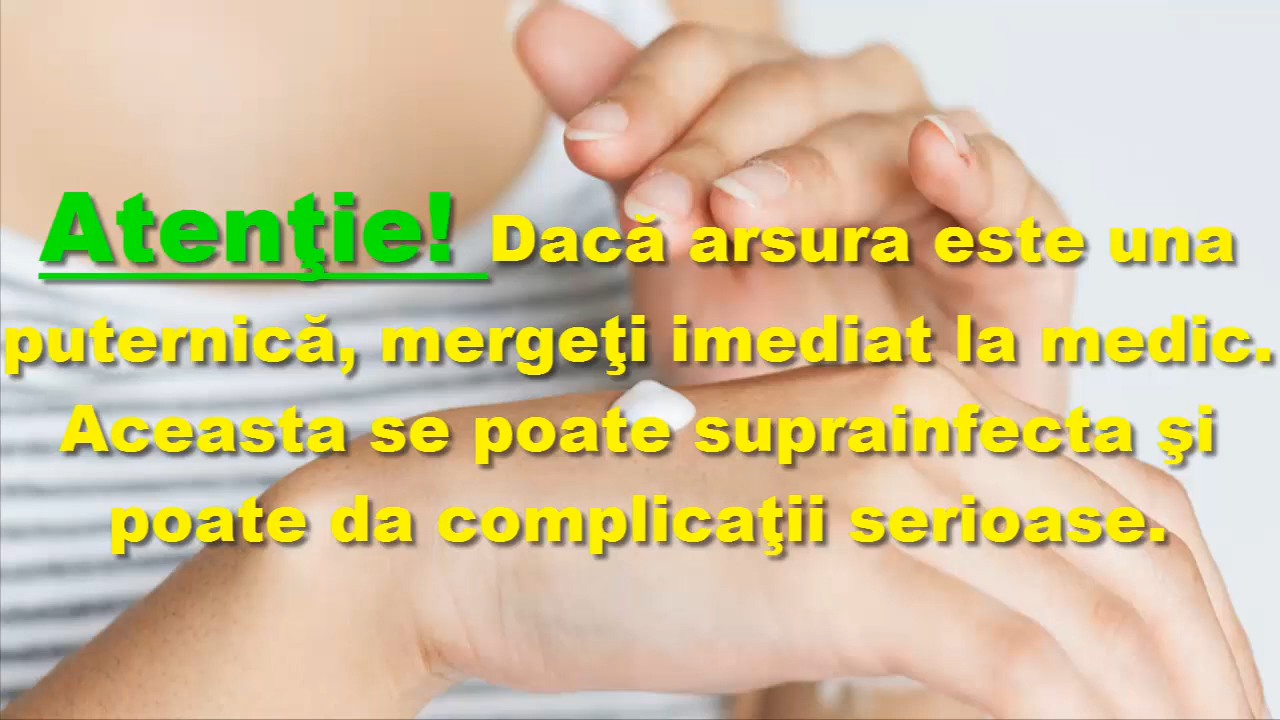 Atenţie! Dacă arsura este una
puternică, mergeţi imediat la medic.
Aceasta se poate suprainfecta şi
poate da complicaţii serioase.